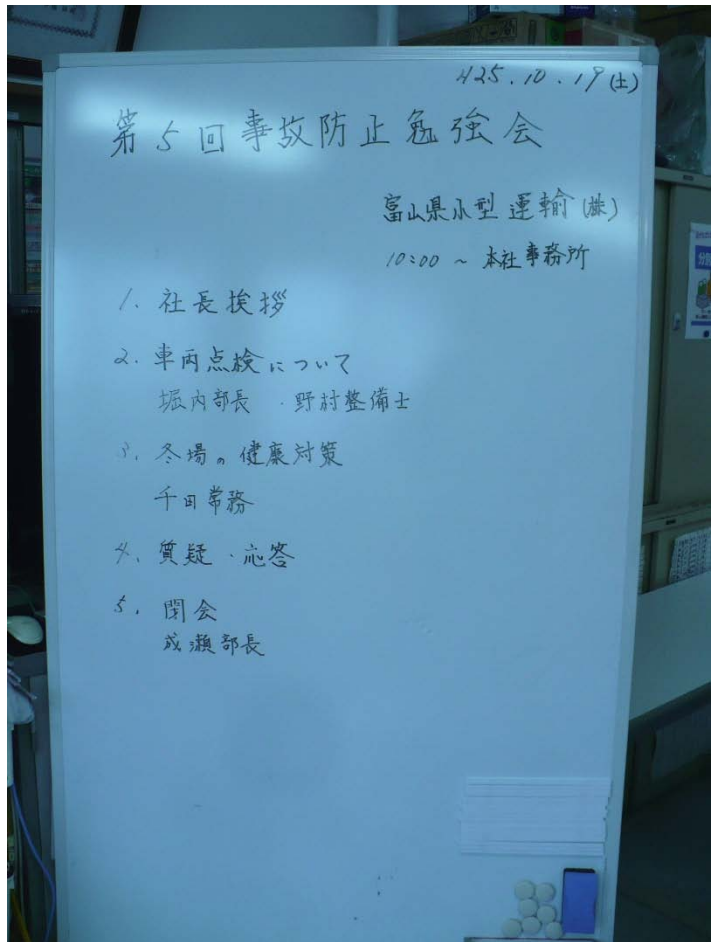 H25.10.19(土)
第5回事故防止勉強会
富山県小型運輸(株)
10:00～本社事務所
1. 社長挨拶
2. 車両点検について
堀内部長・野村整備士
3. 冬場の健康対策
千田常務
4. 質疑・応答
5. 閉会
成瀬部長